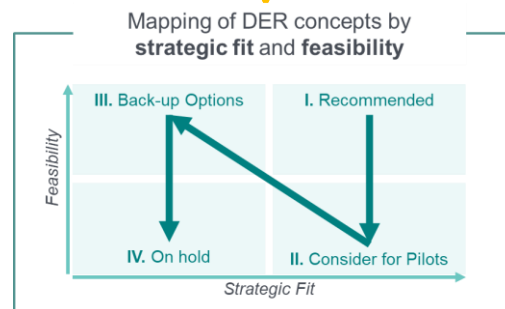 Mapping of DER concepts by
strategic fit and feasibility
III. Back-up Options
I. Recommended
Feasibility
IV. On hold
II. Consider for Pilots
Strategic Fit